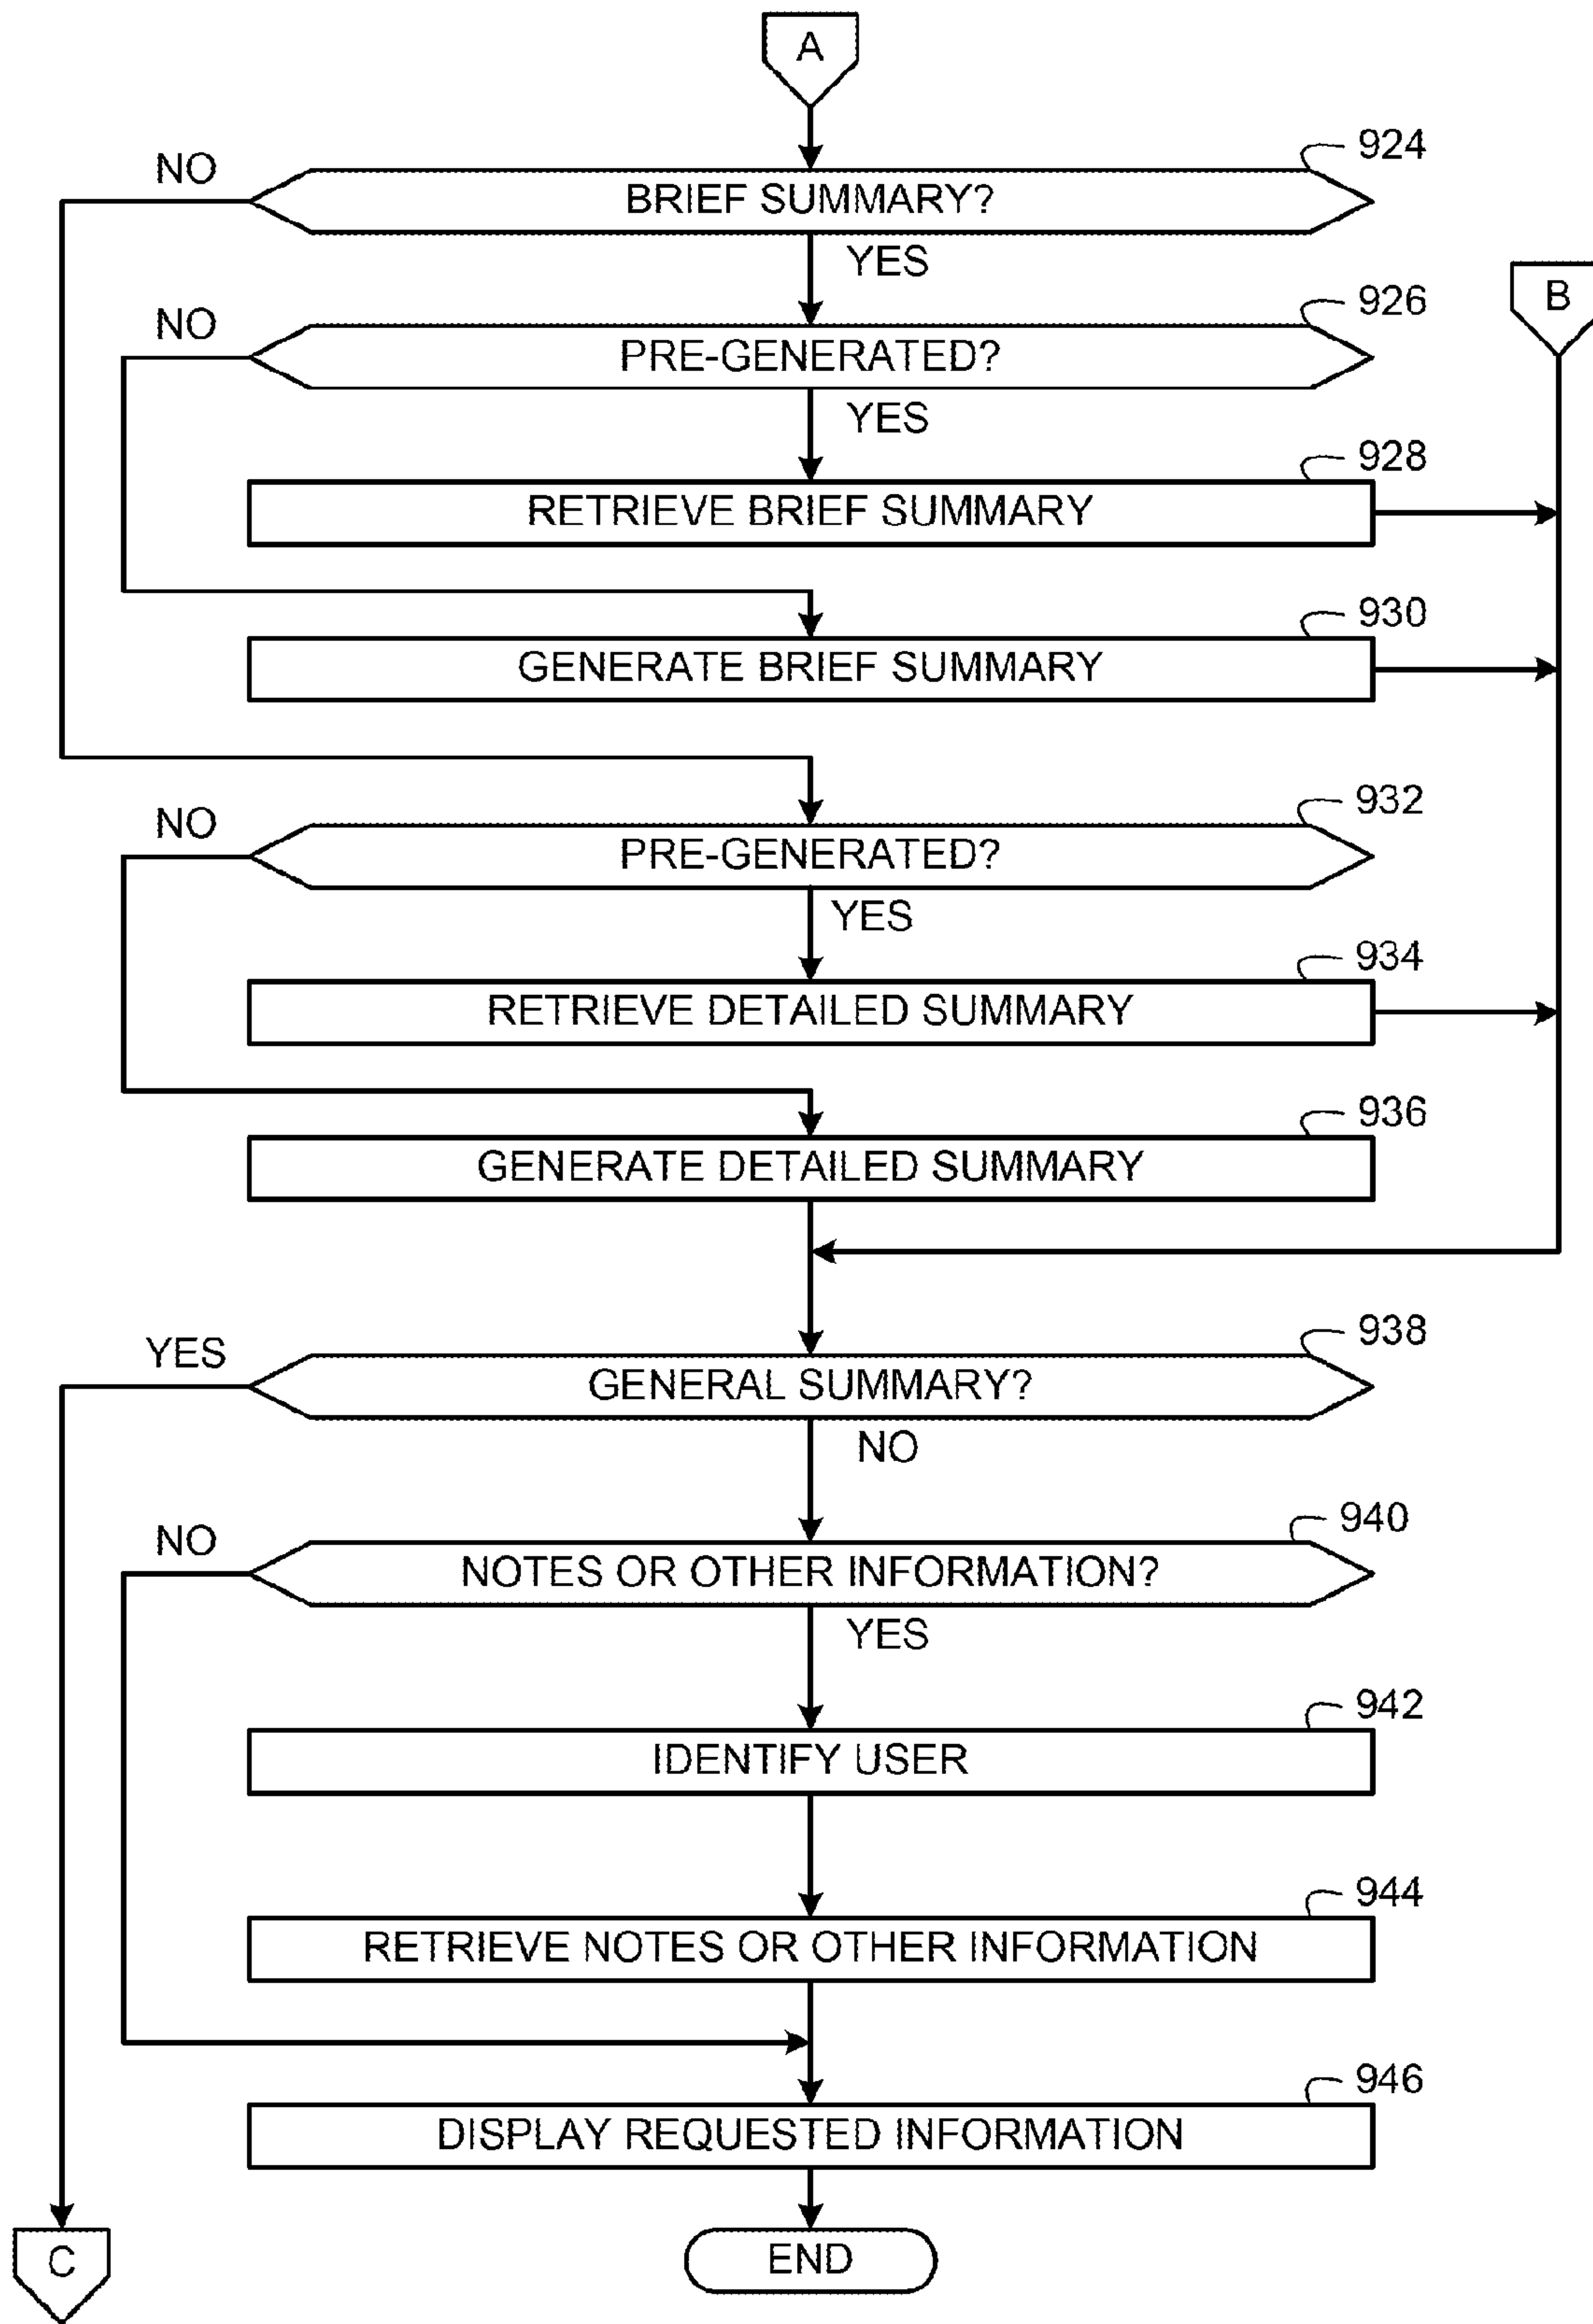 A
924
NO
BRIEF SUMMARY?
YES
B
926
NO
PRE-GENERATED?
YES
928
RETRIEVE BRIEF SUMMARY
930
GENERATE BRIEF SUMMARY
932
NO
PRE-GENERATED?
YES
934
RETRIEVE DETAILED SUMMARY
936
GENERATE DETAILED SUMMARY
938
YES
GENERAL SUMMARY?
NO
940
NO
NOTES OR OTHER INFORMATION?
YES
942
IDENTIFY USER
944
RETRIEVE NOTES OR OTHER INFORMATION
946
DISPLAY REQUESTED INFORMATION
C
END